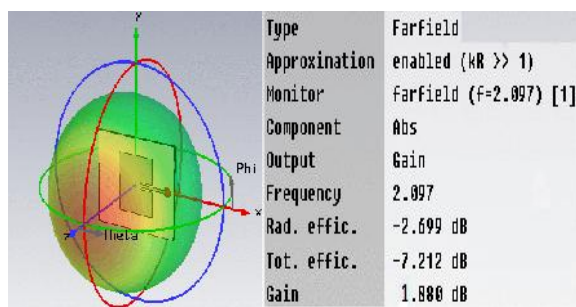 y
Phi
x
z
Theta
Type Farfield
Approximation enabled (kR >> 1)
Monitor farfield (f=2.097) [1]
Component Abs
Output Gain
Frequency 2.097
Rad. effic. -2.699 dB
Tot. effic. -7.212 dB
Gain 1.880 dB